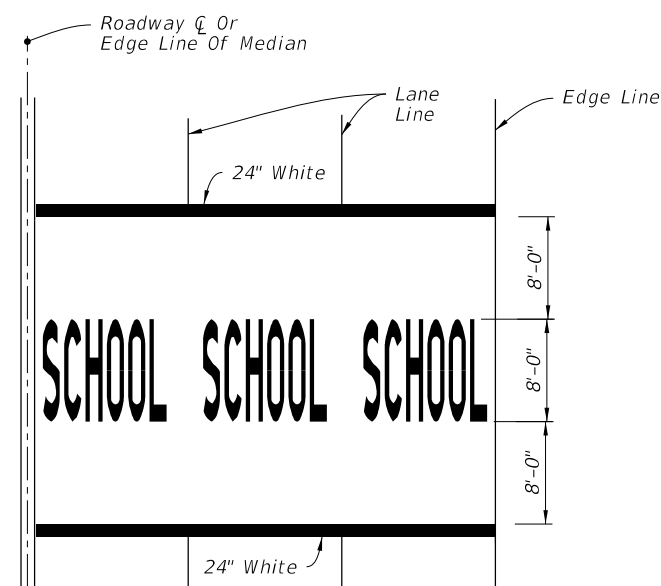 Roadway ℄ Or
Edge Line Of Median
Lane
Line
Edge Line
24" White
8'-0"
SCHOOL SCHOOL SCHOOL
8'-0"
8'-0"
24" White